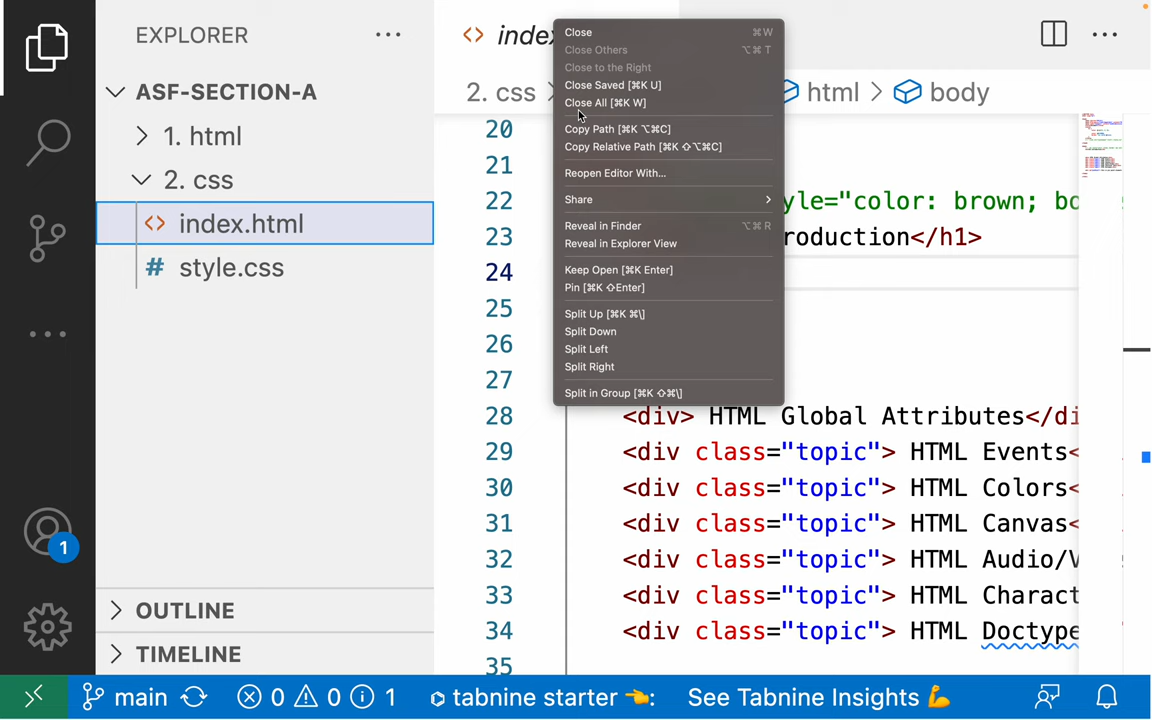 EXPLORER
ASF-SECTION-A
1. html
2. css
<> index.html
# style.css
OUTLINE
TIMELINE
1
<>
2. css >
html > body
Close ⌘W
Close Others ⌥⌘T
Close to the Right
Close Saved [⌘K U]
Close All [⌘K W]
Copy Path [⌘K ⌥⌘C]
Copy Relative Path [⌘K ⇧⌥⌘C]
Reopen Editor With...
Share >
Reveal in Finder ⌥⌘R
Reveal in Explorer View
Keep Open [⌘K Enter]
Pin [⌘K ⇧Enter]
Split Up [⌘K ⌘\]
Split Down
Split Left
Split Right
Split in Group [⌘K ⇧⌘\]
20
21
22 yle="color: brown; bo
23 roduction</h1>
24
25
26
27
28 <div> HTML Global Attributes</di
29 <div class="topic"> HTML Events<
30 <div class="topic"> HTML Colors<
31 <div class="topic"> HTML Canvas<
32 <div class="topic"> HTML Audio/V
33 <div class="topic"> HTML Charact
34 <div class="topic"> HTML Doctype
35
main 0 0 1 tabnine starter 👈: See Tabnine Insights 💪